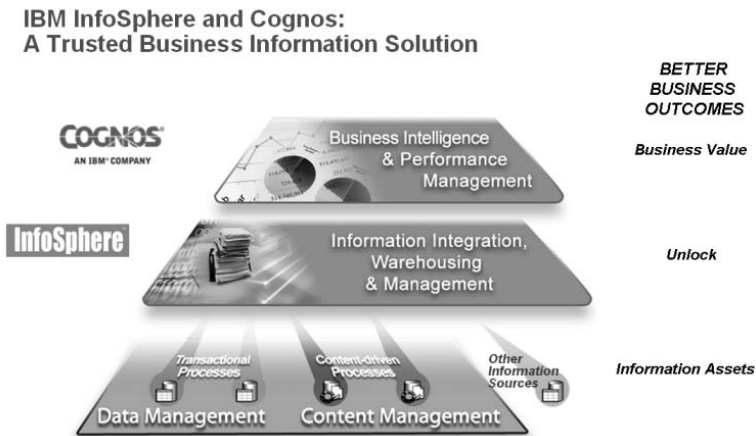 IBM InfoSphere and Cognos:
A Trusted Business Information Solution
BETTER
BUSINESS
OUTCOMES
COGNOS®
AN IBM® COMPANY
Business Intelligence
& Performance
Management
Business Value
InfoSphere
Information Integration,
Warehousing
& Management
Unlock
Transactional
Processes
Content-driven
Processes
Other
Information
Sources
Information Assets
Data Management
Content Management